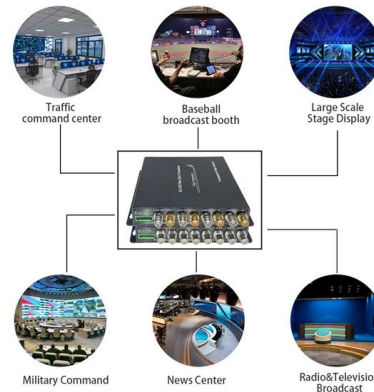 Traffic
command center
Baseball
broadcast booth
Large Scale
Stage Display
Military Command
News Center
Radio&Televisio
Broadcast